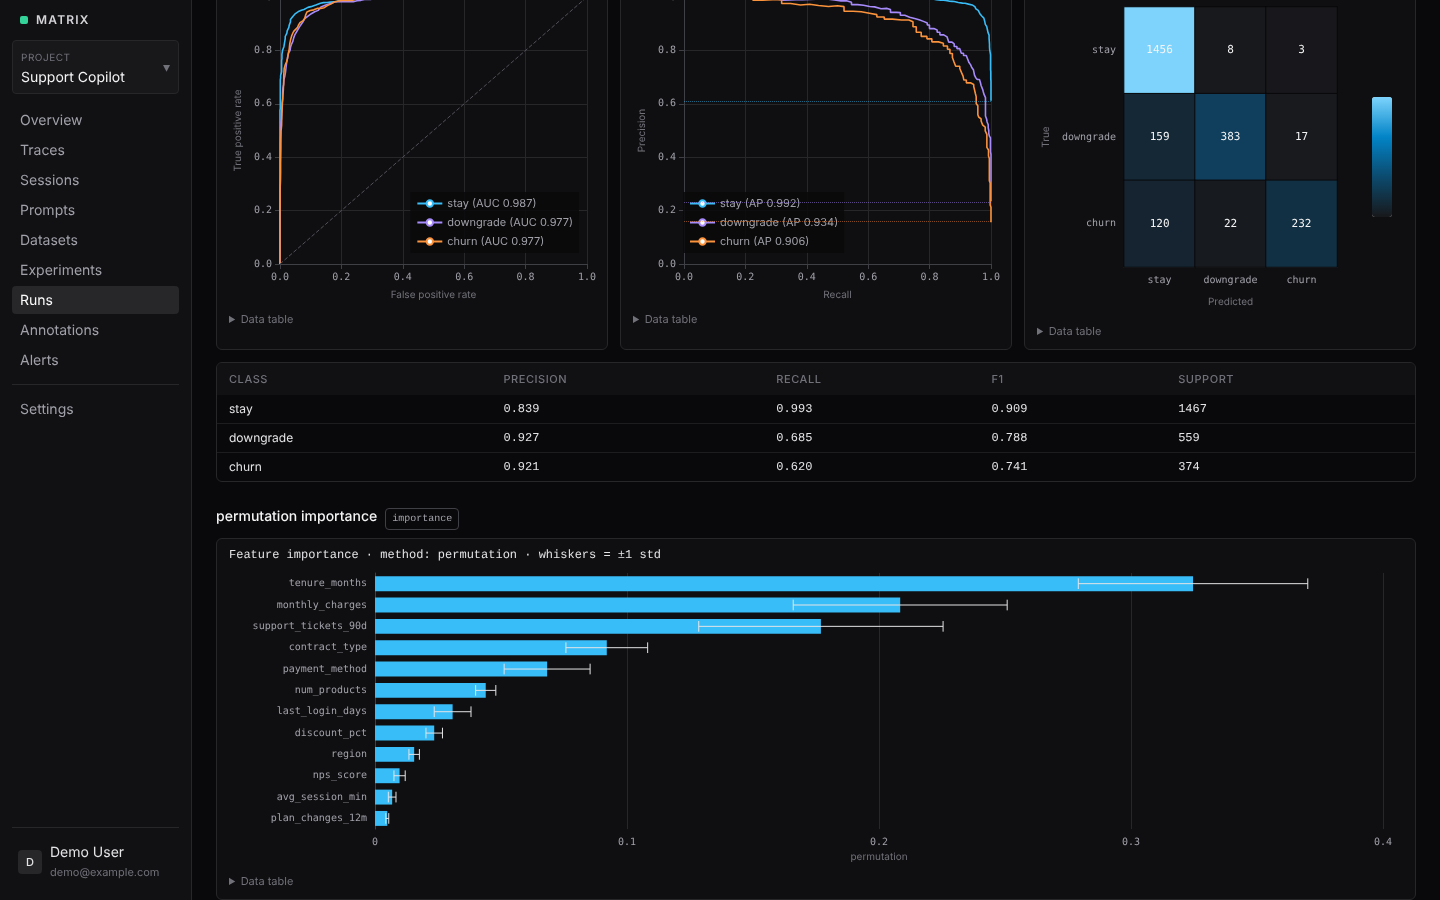 MATRIX
PROJECT
Support Copilot
Overview
Traces
Sessions
Prompts
Datasets
Experiments
Runs
Annotations
Alerts
Settings
D
Demo User
demo@example.com
True positive rate
0.8
0.6
0.4
0.2
0.0
0.0 0.2 0.4 0.6 0.8 1.0
False positive rate
stay (AUC 0.987)
downgrade (AUC 0.977)
churn (AUC 0.977)
Data table
Precision
0.8
0.6
0.4
0.2
0.0
0.0 0.2 0.4 0.6 0.8 1.0
Recall
stay (AP 0.992)
downgrade (AP 0.934)
churn (AP 0.906)
Data table
True
stay 1456 8 3
downgrade 159 383 17
churn 120 22 232
stay downgrade churn
Predicted
Data table
CLASS PRECISION RECALL F1 SUPPORT
stay 0.839 0.993 0.909 1467
downgrade 0.927 0.685 0.788 559
churn 0.921 0.620 0.741 374
permutation importance importance
Feature importance · method: permutation · whiskers = ±1 std
tenure_months
monthly_charges
support_tickets_90d
contract_type
payment_method
num_products
last_login_days
discount_pct
region
nps_score
avg_session_min
plan_changes_12m
0 0.1 0.2 0.3 0.4
permutation
Data table